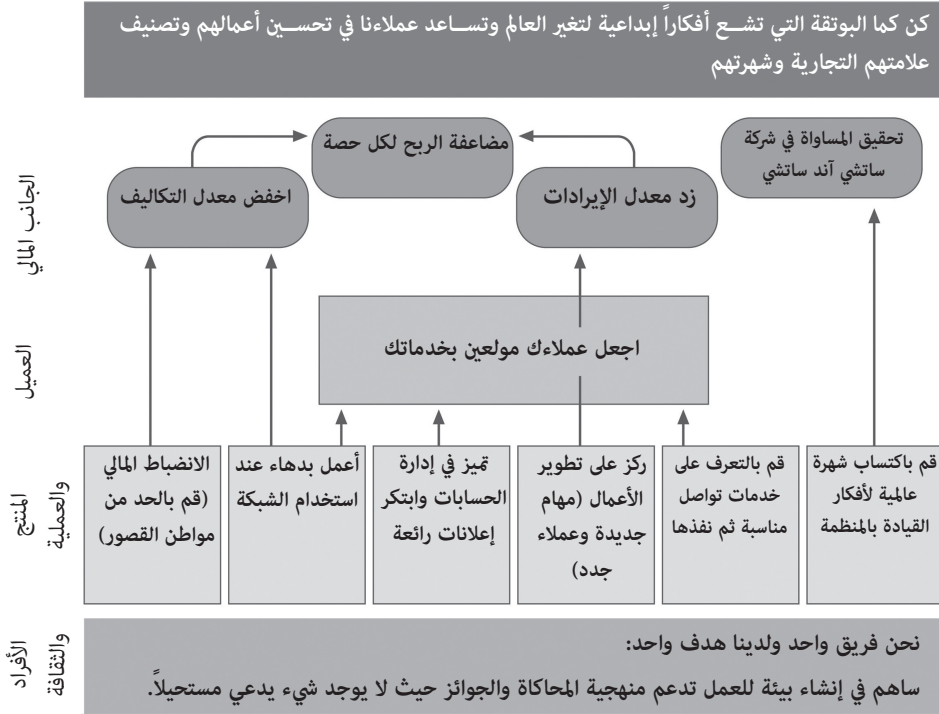 كن كما البوتقة التي تشــع أفكاراً إبداعية لتغير العالم وتســاعد عملاءنا في تحســين أعمالهم وتصنيف
علامتهم التجارية وشهرتهم
الجانب المالي
تحقيق المساواة في شركة
ساتشي آند ساتشي
مضاعفة الربح لكل حصة
زد معدل الإيرادات
اخفض معدل التكاليف
العميل
اجعل عملاءك مولعين بخدماتك
المنتج
والعملية
قم باكتساب شهرة
عالمية لأفكار
القيادة بالمنظمة
قم بالتعرف على
خدمات تواصل
مناسبة ثم نفذها
ركز على تطوير
الأعمال (مهام
جديدة وعملاء
جدد)
تميز في إدارة
الحسابات وابتكر
إعلانات رائعة
أعمل بدهاء عند
استخدام الشبكة
الانضباط المالي
(قم بالحد من
مواطن القصور)
الأفراد
والثقافة
نحن فريق واحد ولدينا هدف واحد:
ساهم في إنشاء بيئة للعمل تدعم منهجية المحاكاة والجوائز حيث لا يوجد شيء يدعي مستحيلاً.